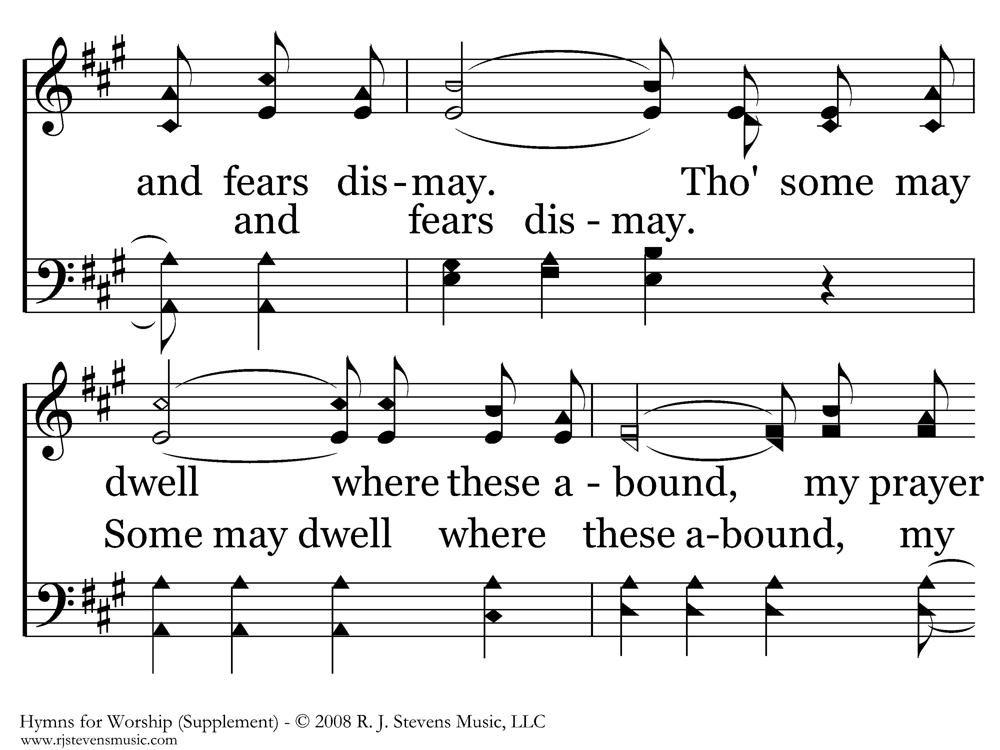 and fears dis-may. Tho' some may
and fears dis - may.
dwell where these a - bound, my prayer
Some may dwell where these a-bound, my
Hymns for Worship (Supplement) - © 2008 R. J. Stevens Music, LLC
www.rjstevensmusic.com